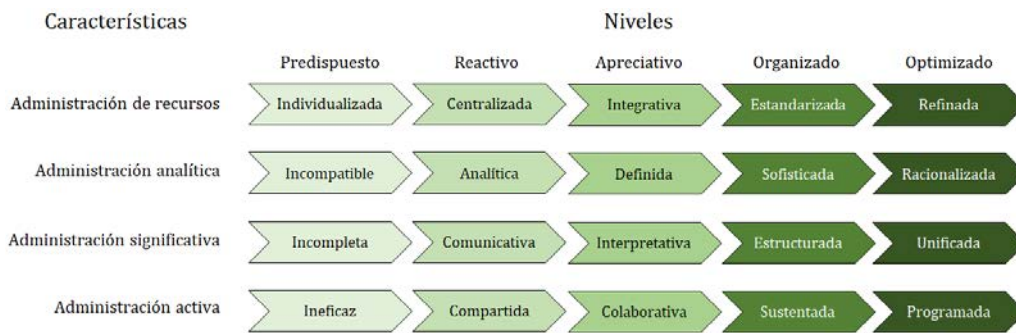 Características Niveles
Predispuesto Reactivo Apreciativo Organizado Optimizado
Administración de recursos Individualizada Centralizada Integrativa Estandarizada Refinada
Administración analítica Incompatible Analítica Definida Sofisticada Racionalizada
Administración significativa Incompleta Comunicativa Interpretativa Estructurada Unificada
Administración activa Ineficaz Compartida Colaborativa Sustentada Programada